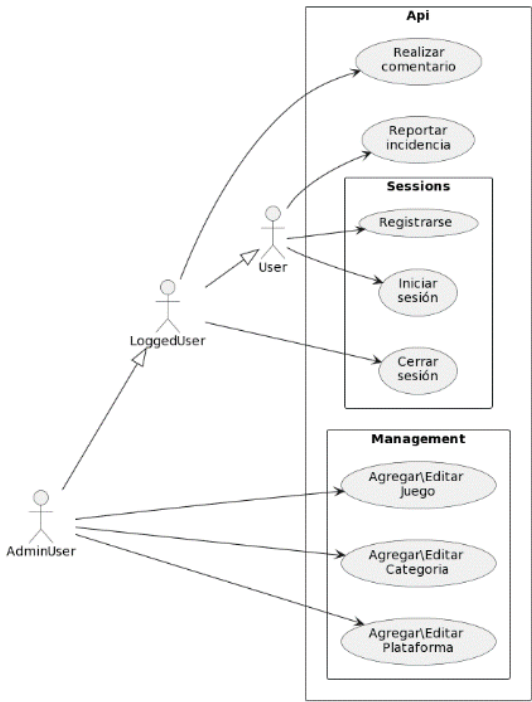 Api
Realizar
comentario
Reportar
incidencia
Sessions
Registrarse
User
Iniciar
sesión
LoggedUser
Cerrar
sesión
Management
Agregar\Editar
Juego
AdminUser
Agregar\Editar
Categoria
Agregar\Editar
Plataforma